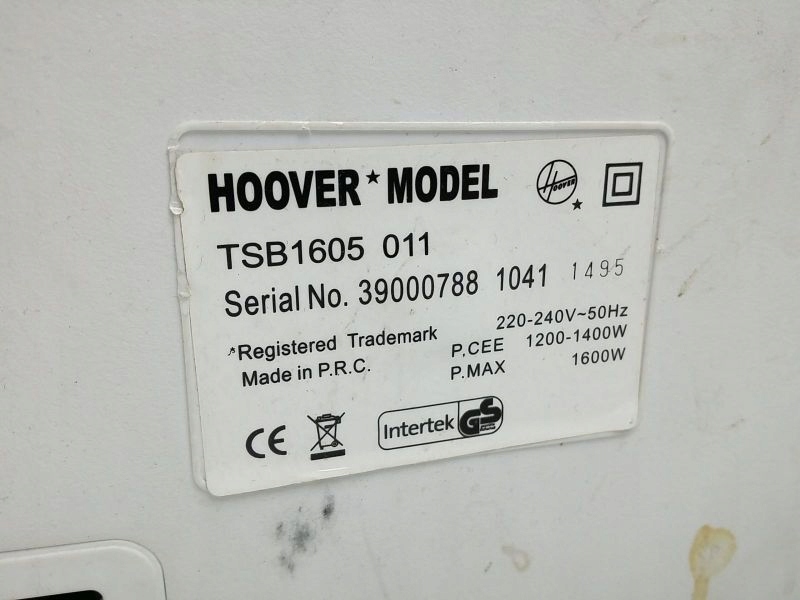 HOOVER★MODEL
HOOVER
TSB1605 011
Serial No. 39000788 1041 1495
★Registered Trademark
220-240V~50Hz
Made in P.R.C.
P.CEE 1200-1400W
P.MAX 1600W
CE
Intertek GS